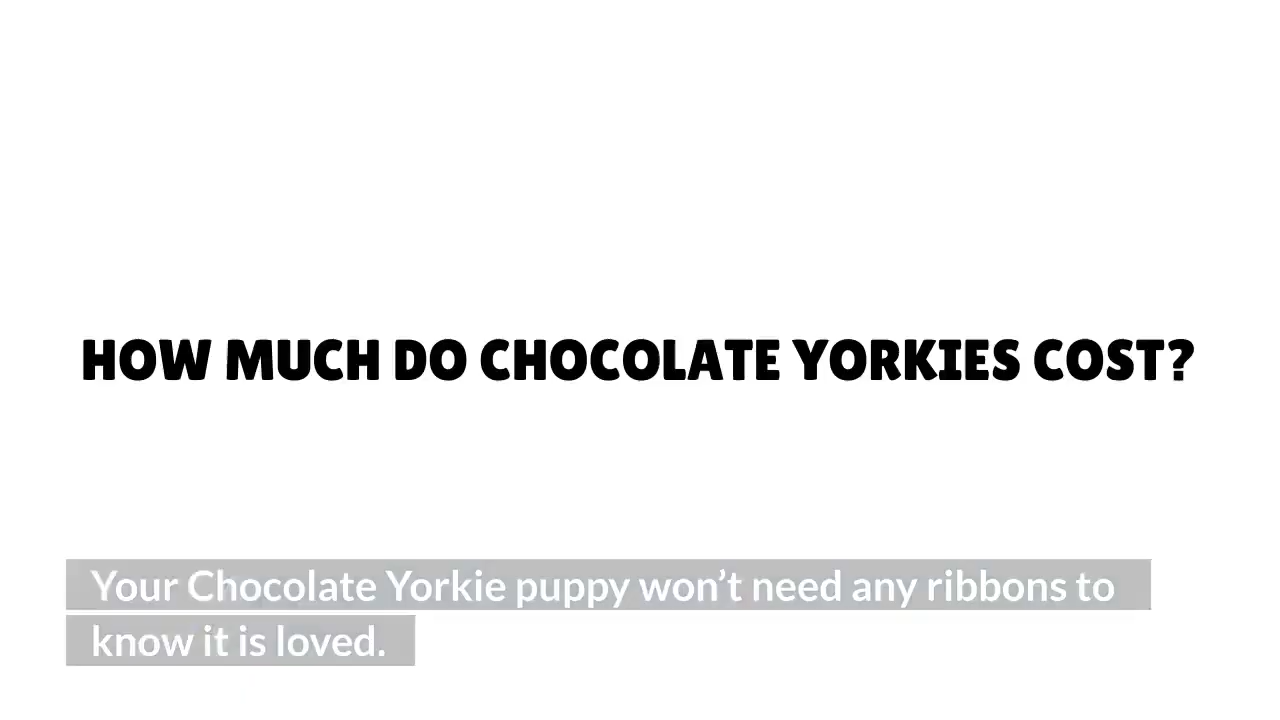 HOW MUCH DO CHOCOLATE YORKIES COST?
Your Chocolate Yorkie puppy won’t need any ribbons to
know it is loved.